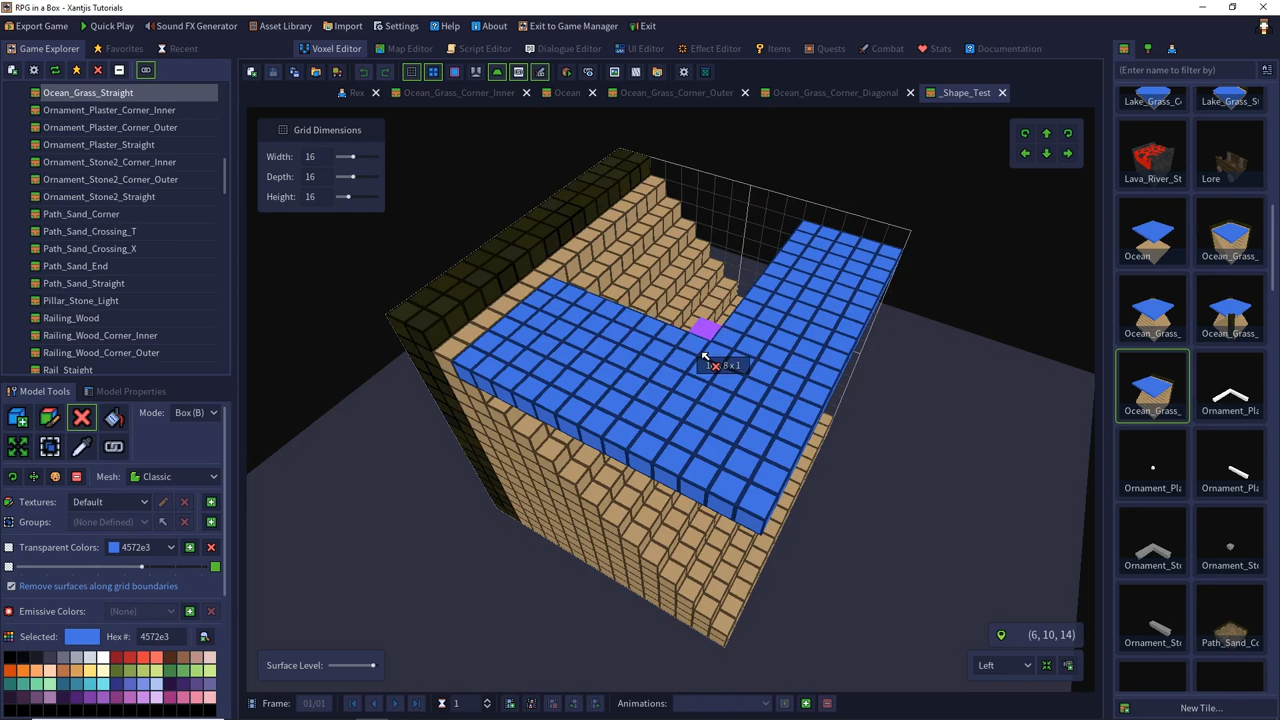 RPG in a Box - Xantjis Tutorials
Export Game
Quick Play
Sound FX Generator
Asset Library
Import
Settings
Help
About
Exit to Game Manager
Exit
Game Explorer
Favorites
Recent
Voxel Editor
Map Editor
Script Editor
Dialogue Editor
UI Editor
Effect Editor
Items
Quests
Combat
Stats
Documentation
(Enter name to filter by)
Rex
Ocean_Grass_Corner_Inner
Ocean
Ocean_Grass_Corner_Outer
Ocean_Grass_Corner_Diagonal
_Shape_Test
Ocean_Grass_Straight
Ornament_Plaster_Corner_Inner
Ornament_Plaster_Corner_Outer
Ornament_Plaster_Straight
Ornament_Stone2_Corner_Inner
Ornament_Stone2_Corner_Outer
Ornament_Stone2_Straight
Path_Sand_Corner
Path_Sand_Crossing_T
Path_Sand_Crossing_X
Path_Sand_End
Path_Sand_Straight
Pillar_Stone_Light
Railing_Wood
Railing_Wood_Corner_Inner
Railing_Wood_Corner_Outer
Rail_Staight
Model Tools
Model Properties
Mode: Box (B)
Mesh: Classic
Textures: Default
Groups: (None Defined)
Transparent Colors: 4572e3
Remove surfaces along grid boundaries
Emissive Colors: (None)
Selected: Hex #: 4572e3
Grid Dimensions
Width: 16
Depth: 16
Height: 16
Surface Level:
(6, 10, 14)
Left
Frame: 01/01
1
Animations:
Lake_Grass_Co
Lake_Grass_St
Lava_River_St
Lore
Ocean
Ocean_Grass_
Ocean_Grass_
Ocean_Grass_
Ocean_Grass_
Ornament_Pla
Ornament_Pla
Ornament_Pla
Ornament_Sto
Ornament_Sto
Ornament_Sto
Path_Sand_Co
New Tile...